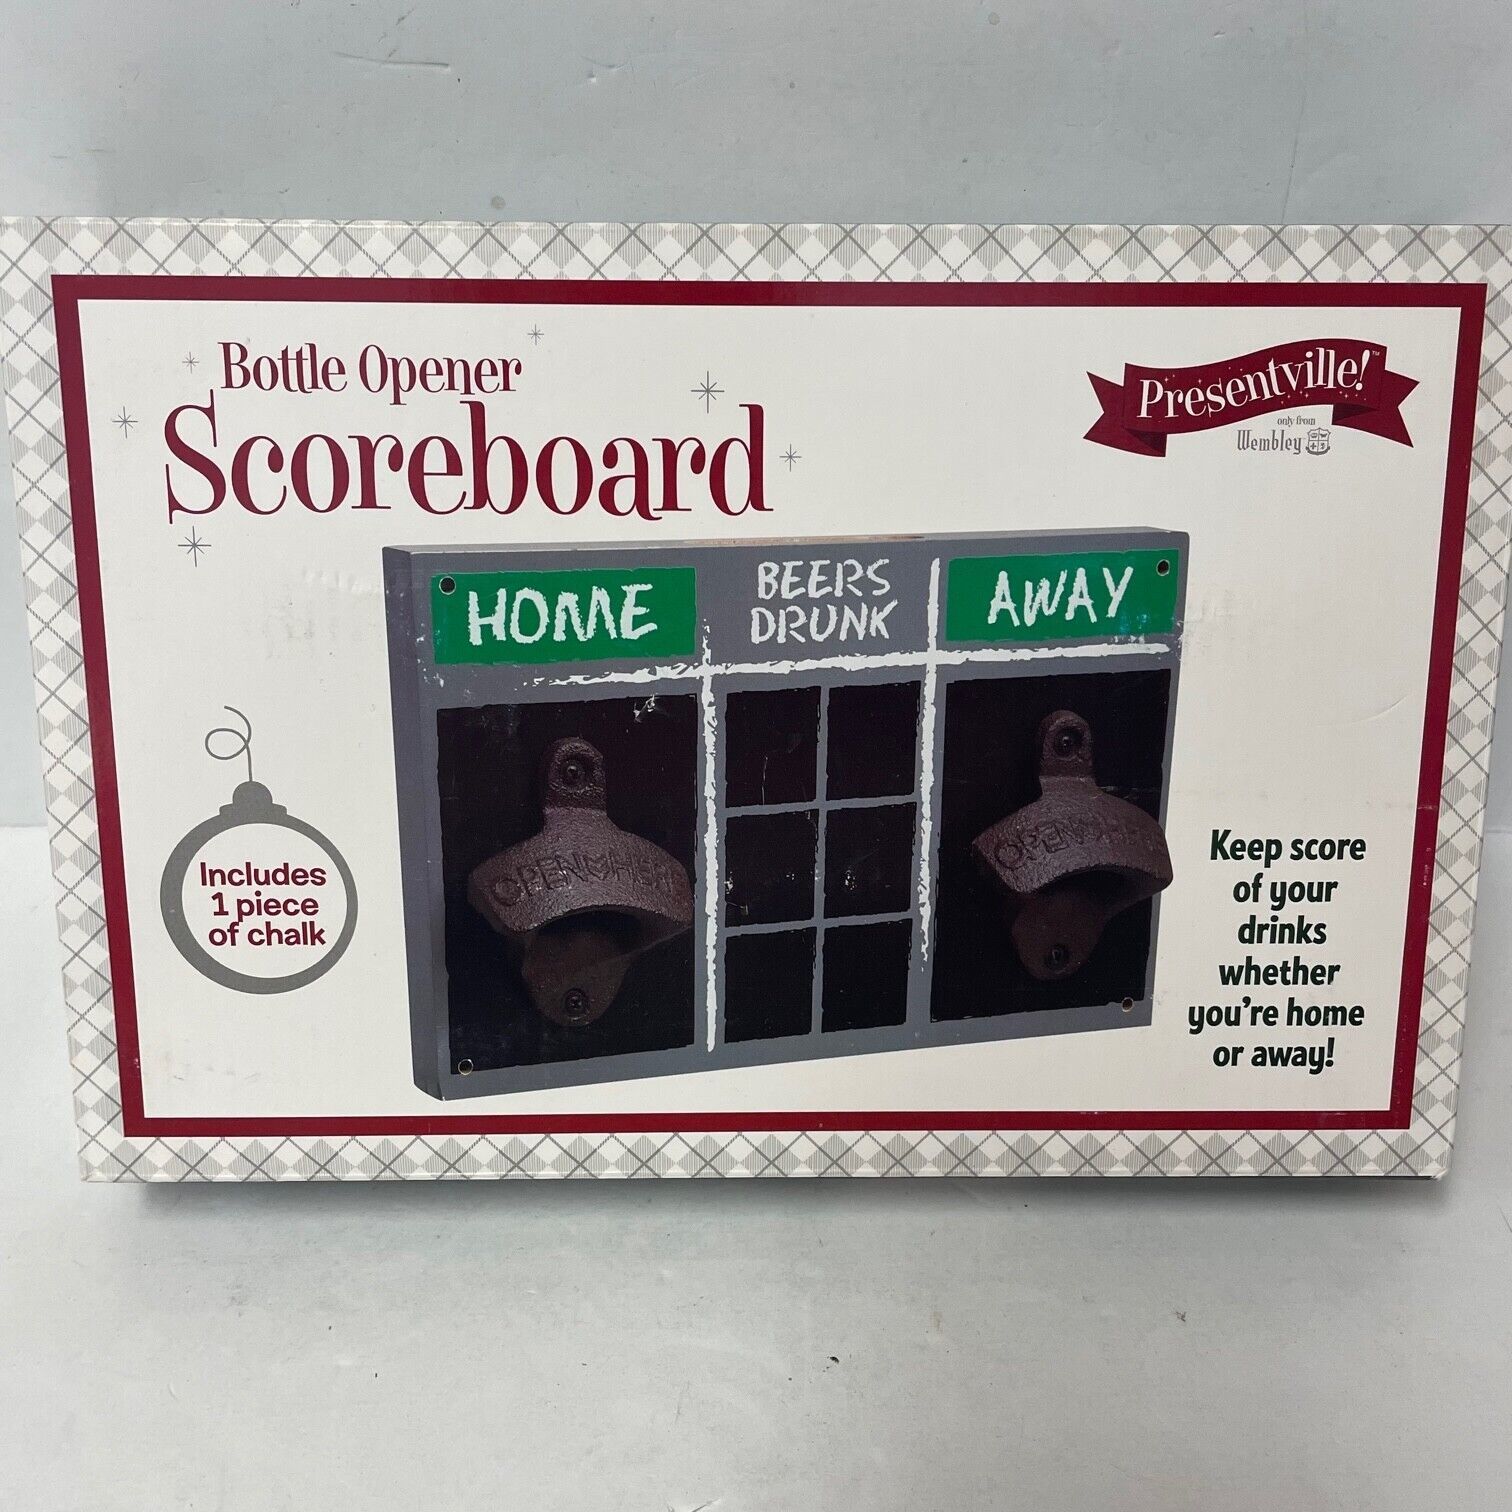 Bottle Opener
Scoreboard
Presentville!™
only from
Wembley
HOME
BEERS
DRUNK
AWAY
OPEN HERE
OPEN HERE
Includes
1 piece
of chalk
Keep score
of your
drinks
whether
you're home
or away!